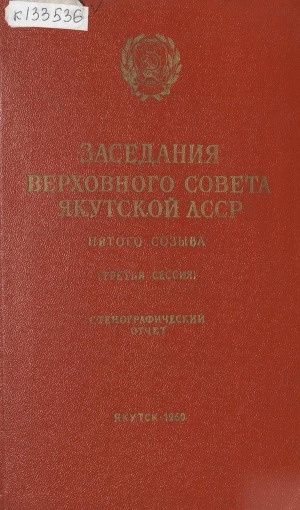 К133536
ЗАСЕДАНИЯ
ВЕРХОВНОГО СОВЕТА
ЯКУТСКОЙ АССР
ПЯТОГО СОЗЫВА
(ТРЕТЬЯ СЕССИЯ)
СТЕНОГРАФИЧЕСКИЙ
ОТЧЕТ
ЯКУТСК-1960